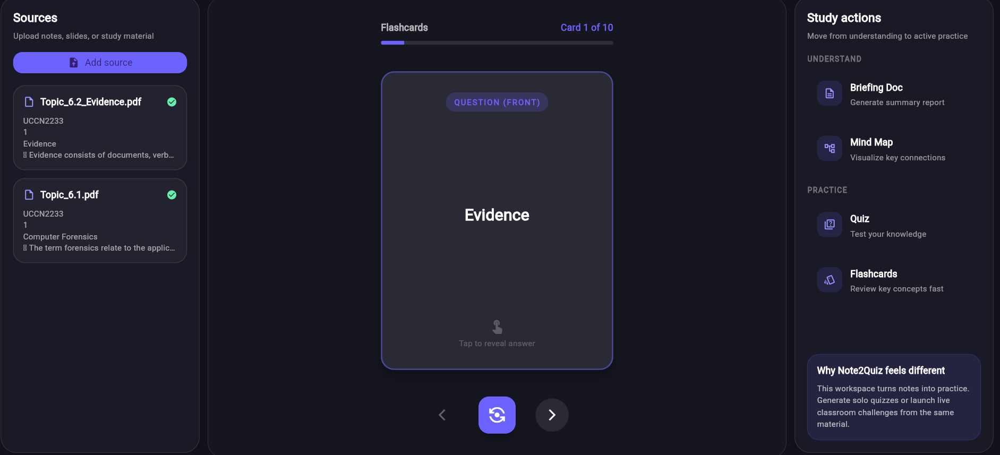 Sources
Upload notes, slides, or study material
Add source
Topic_6.2_Evidence.pdf
UCCN2233
1
Evidence
▯ Evidence consists of documents, verb...
Topic_6.1.pdf
UCCN2233
1
Computer Forensics
▯ The term forensics relate to the applic...
Flashcards
Card 1 of 10
QUESTION (FRONT)
Evidence
Tap to reveal answer
Study actions
Move from understanding to active practice
UNDERSTAND
Briefing Doc
Generate summary report
Mind Map
Visualize key connections
PRACTICE
Quiz
Test your knowledge
Flashcards
Review key concepts fast
Why Note2Quiz feels different
This workspace turns notes into practice.
Generate solo quizzes or launch live
classroom challenges from the same
material.